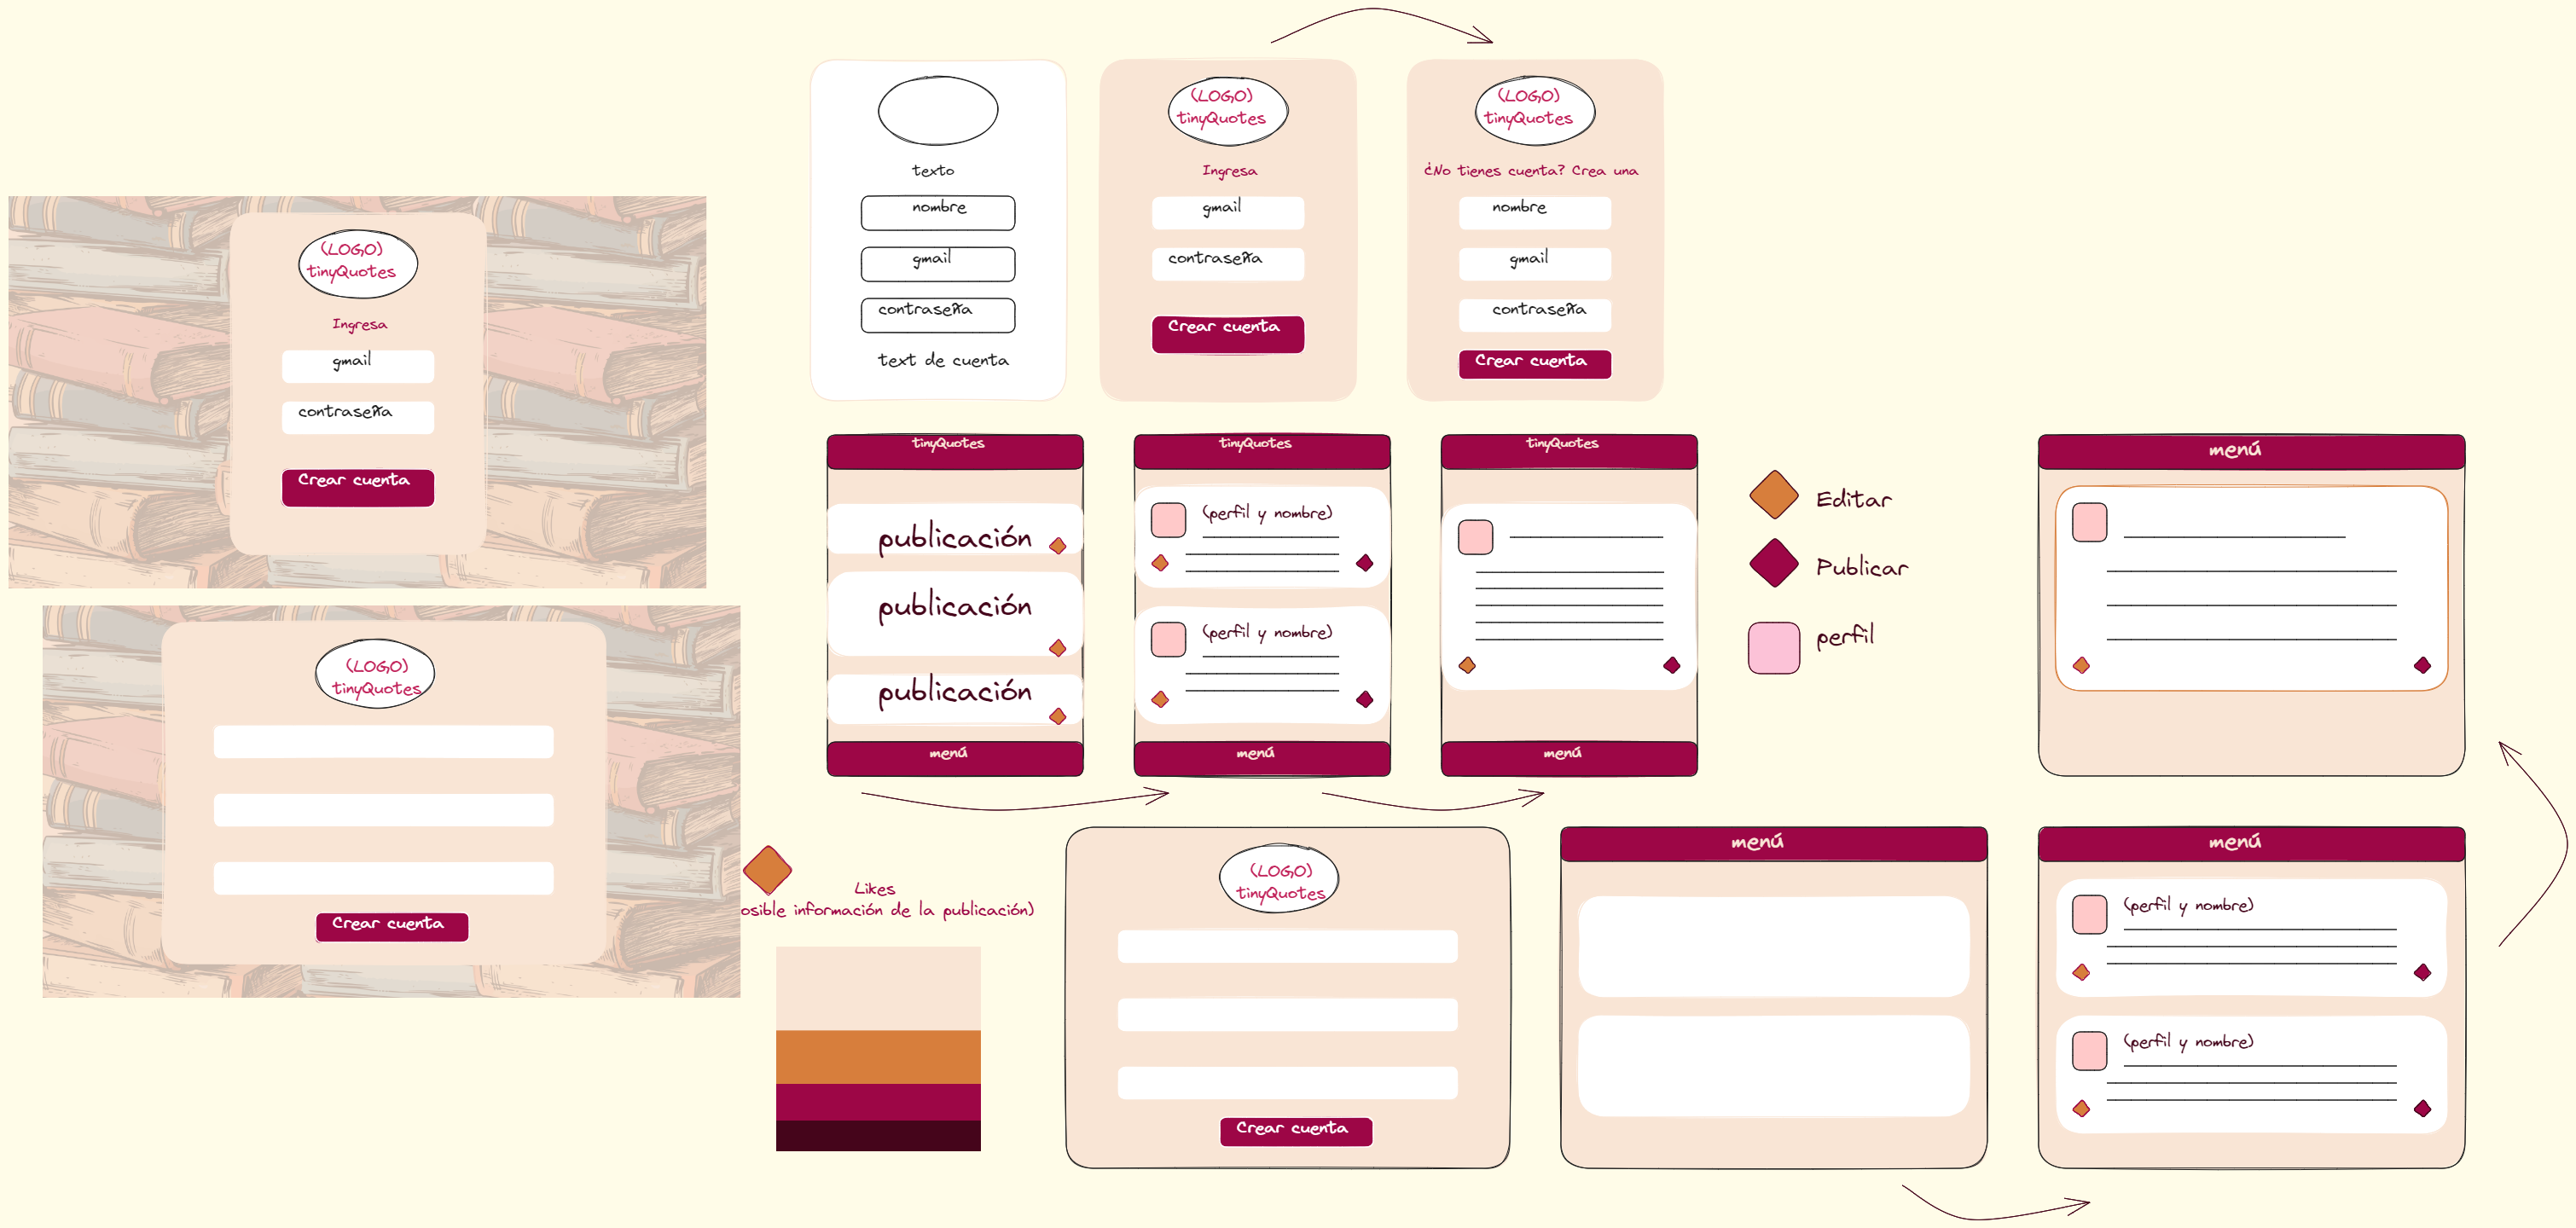 texto
nombre
gmail
contraseña
text de cuenta
(LOGO)
tinyQuotes
Ingresa
gmail
contraseña
Crear cuenta
(LOGO)
tinyQuotes
¿No tienes cuenta? Crea una
nombre
gmail
contraseña
Crear cuenta
(LOGO)
tinyQuotes
Ingresa
gmail
contraseña
Crear cuenta
tinyQuotes
publicación
publicación
publicación
menú
tinyQuotes
(perfil y nombre)
(perfil y nombre)
menú
tinyQuotes
menú
Editar
Publicar
perfil
menú
(LOGO)
tinyQuotes
Crear cuenta
Likes
osible información de la publicación)
(LOGO)
tinyQuotes
Crear cuenta
menú
menú
(perfil y nombre)
(perfil y nombre)